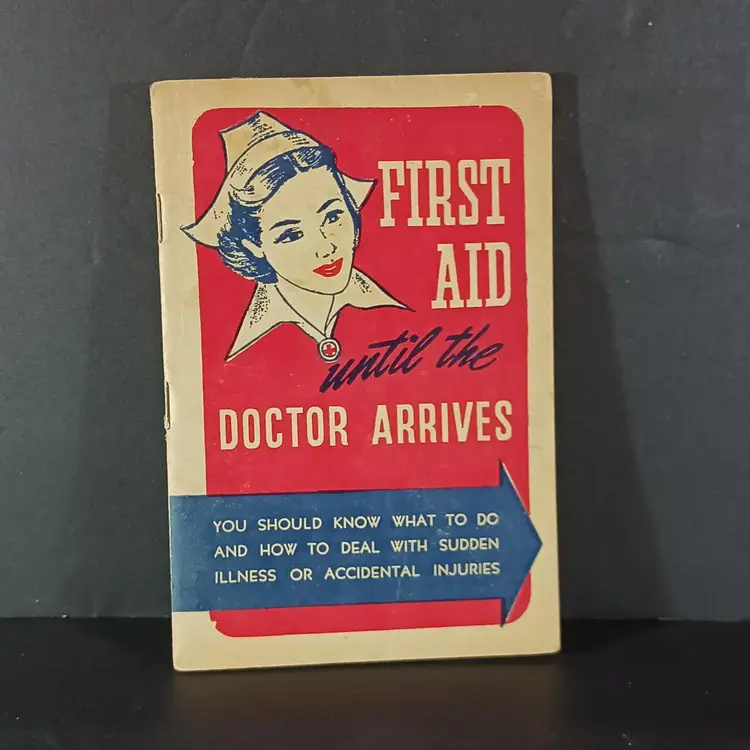 FIRST
AID
until the
DOCTOR ARRIVES
YOU SHOULD KNOW WHAT TO DO
AND HOW TO DEAL WITH SUDDEN
ILLNESS OR ACCIDENTAL INJURIES